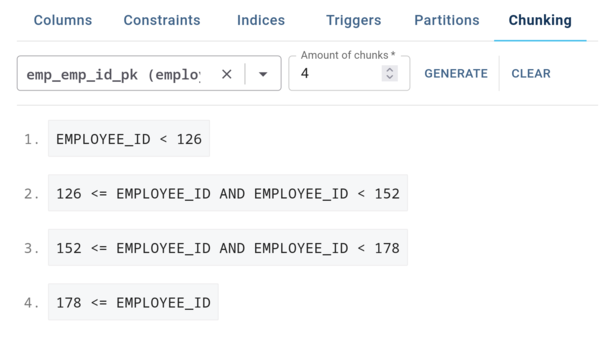 Columns Constraints Indices Triggers Partitions Chunking
Amount of chunks *
emp_emp_id_pk (emplo 4 GENERATE CLEAR
1. EMPLOYEE_ID < 126
2. 126 <= EMPLOYEE_ID AND EMPLOYEE_ID < 152
3. 152 <= EMPLOYEE_ID AND EMPLOYEE_ID < 178
4. 178 <= EMPLOYEE_ID